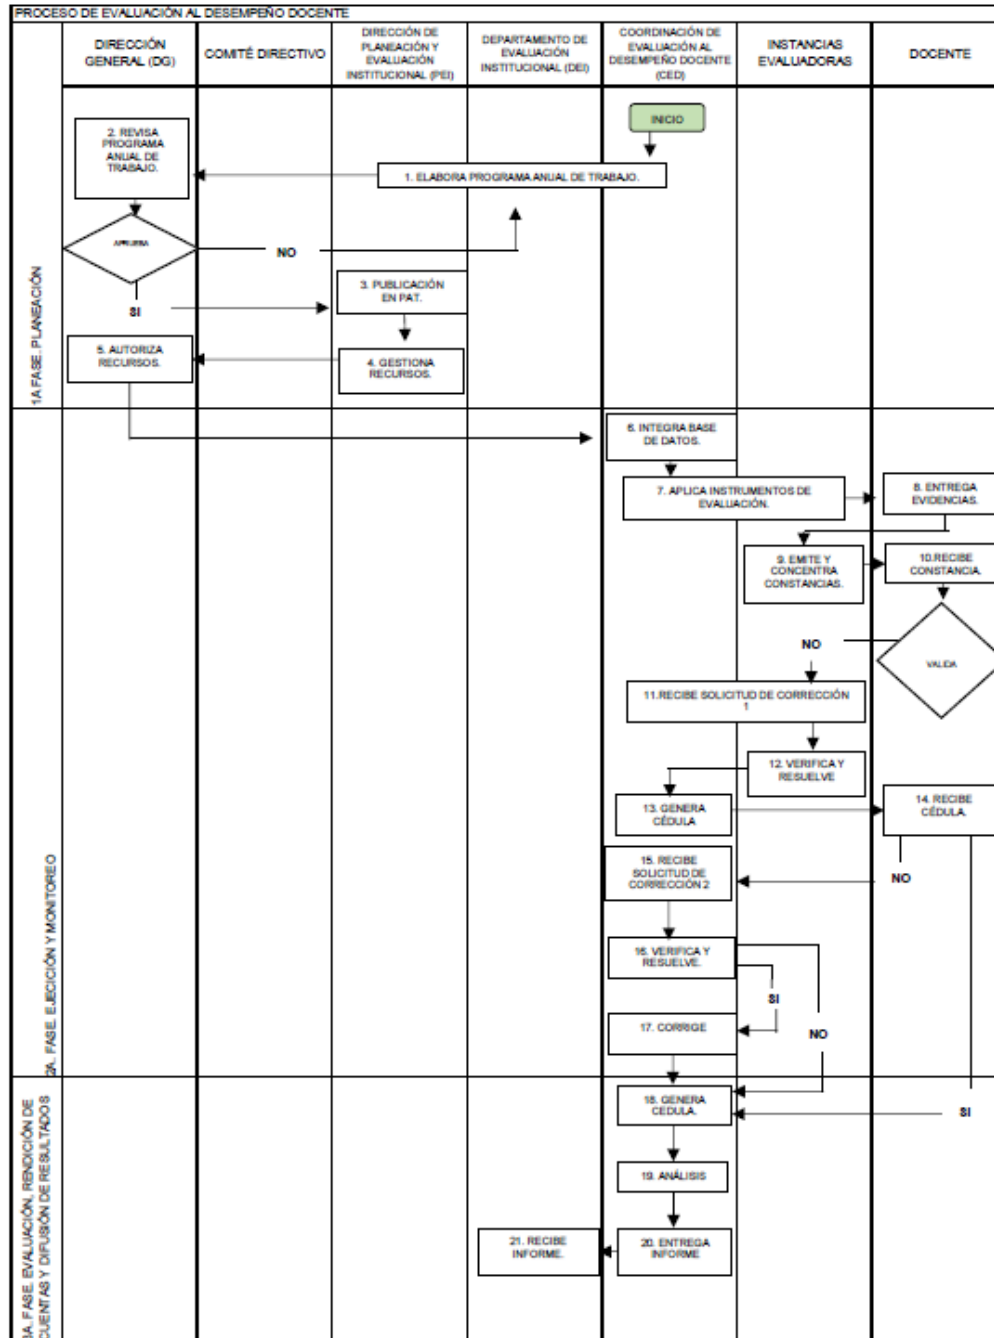 PROCESO DE EVALUACIÓN AL DESEMPEÑO DOCENTE
DIRECCIÓN
GENERAL (DG)
COMITÉ DIRECTIVO
DIRECCIÓN DE
PLANEACIÓN Y
EVALUACIÓN
INSTITUCIONAL (PEI)
DEPARTAMENTO DE
EVALUACIÓN
INSTITUCIONAL (DEI)
COORDINACIÓN DE
EVALUACIÓN AL
DESEMPEÑO DOCENTE
(CED)
INSTANCIAS
EVALUADORAS
DOCENTE
1A FASE. PLANEACIÓN
INICIO
1. ELABORA PROGRAMA ANUAL DE TRABAJO.
2. REVISA
PROGRAMA
ANUAL DE
TRABAJO.
APRUEBA
NO
SI
3. PUBLICACIÓN
EN PAT.
4. GESTIONA
RECURSOS.
5. AUTORIZA
RECURSOS.
2A. FASE. EJECICIÓN Y MONITOREO
6. INTEGRA BASE
DE DATOS.
7. APLICA INSTRUMENTOS DE
EVALUACIÓN.
8. ENTREGA
EVIDENCIAS.
9. EMITE Y
CONCENTRA
CONSTANCIAS.
10.RECIBE
CONSTANCIA.
VALIDA
NO
11.RECIBE SOLICITUD DE CORRECCIÓN
1
12. VERIFICA Y
RESUELVE
13. GENERA
CÉDULA
14. RECIBE
CÉDULA.
NO
15. RECIBE
SOLICITUD DE
CORRECCIÓN 2
16. VERIFICA Y
RESUELVE.
SI
NO
17. CORRIGE
3A. FASE. EVALUACIÓN, RENDICIÓN DE
CUENTAS Y DIFUSIÓN DE RESULTADOS
18. GENERA
CEDULA.
SI
19. ANÁLISIS
20. ENTREGA
INFORME
21. RECIBE
INFORME.